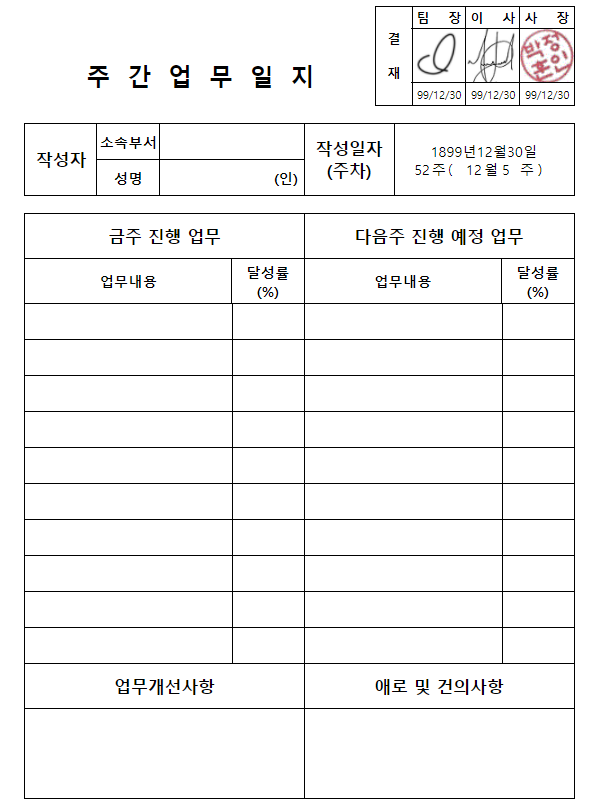 결 재
팀 장 이 사 사 장
박정훈인
99/12/30 99/12/30 99/12/30
주 간 업 무 일 지
작성자
소속부서
성명 (인)
작성일자
(주차)
1899년12월30일
52주( 12월5 주)
금주 진행 업무 다음주 진행 예정 업무
업무내용 달성률
(%)
업무내용 달성률
(%)
업무개선사항 애로 및 건의사항